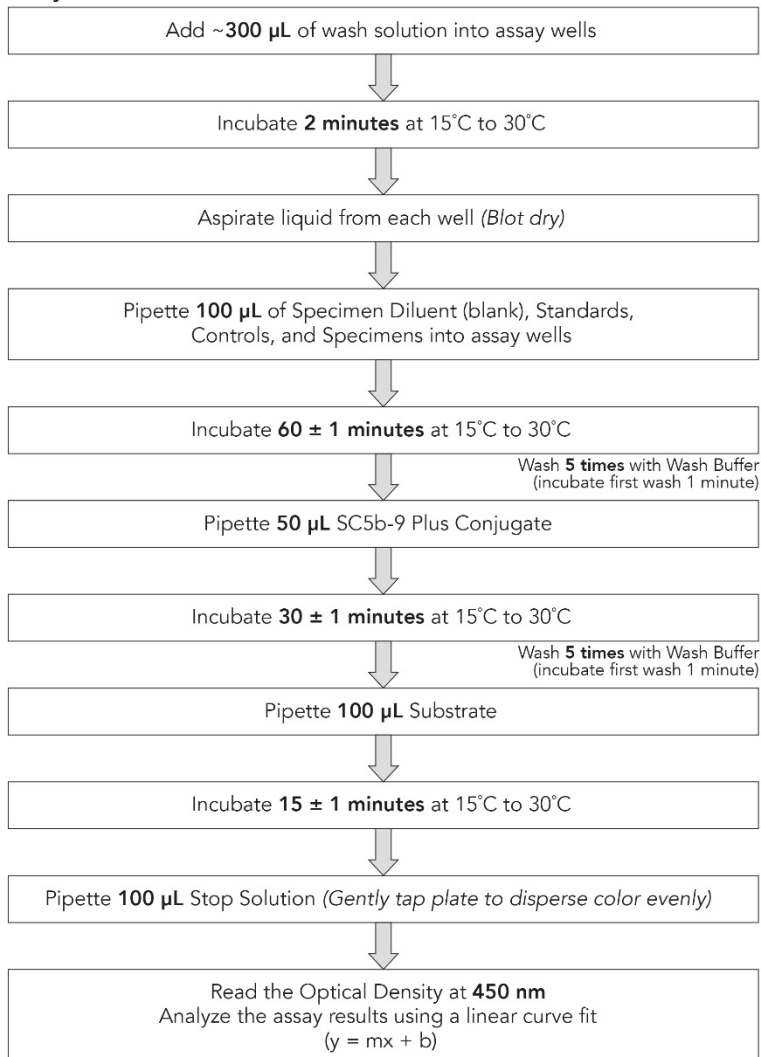 Add ~300 µL of wash solution into assay wells
Incubate 2 minutes at 15˚C to 30˚C
Aspirate liquid from each well (Blot dry)
Pipette 100 µL of Specimen Diluent (blank), Standards,
Controls, and Specimens into assay wells
Incubate 60 ± 1 minutes at 15˚C to 30˚C
Wash 5 times with Wash Buffer
(incubate first wash 1 minute)
Pipette 50 µL SC5b-9 Plus Conjugate
Incubate 30 ± 1 minutes at 15˚C to 30˚C
Wash 5 times with Wash Buffer
(incubate first wash 1 minute)
Pipette 100 µL Substrate
Incubate 15 ± 1 minutes at 15˚C to 30˚C
Pipette 100 µL Stop Solution (Gently tap plate to disperse color evenly)
Read the Optical Density at 450 nm
Analyze the assay results using a linear curve fit
(y = mx + b)